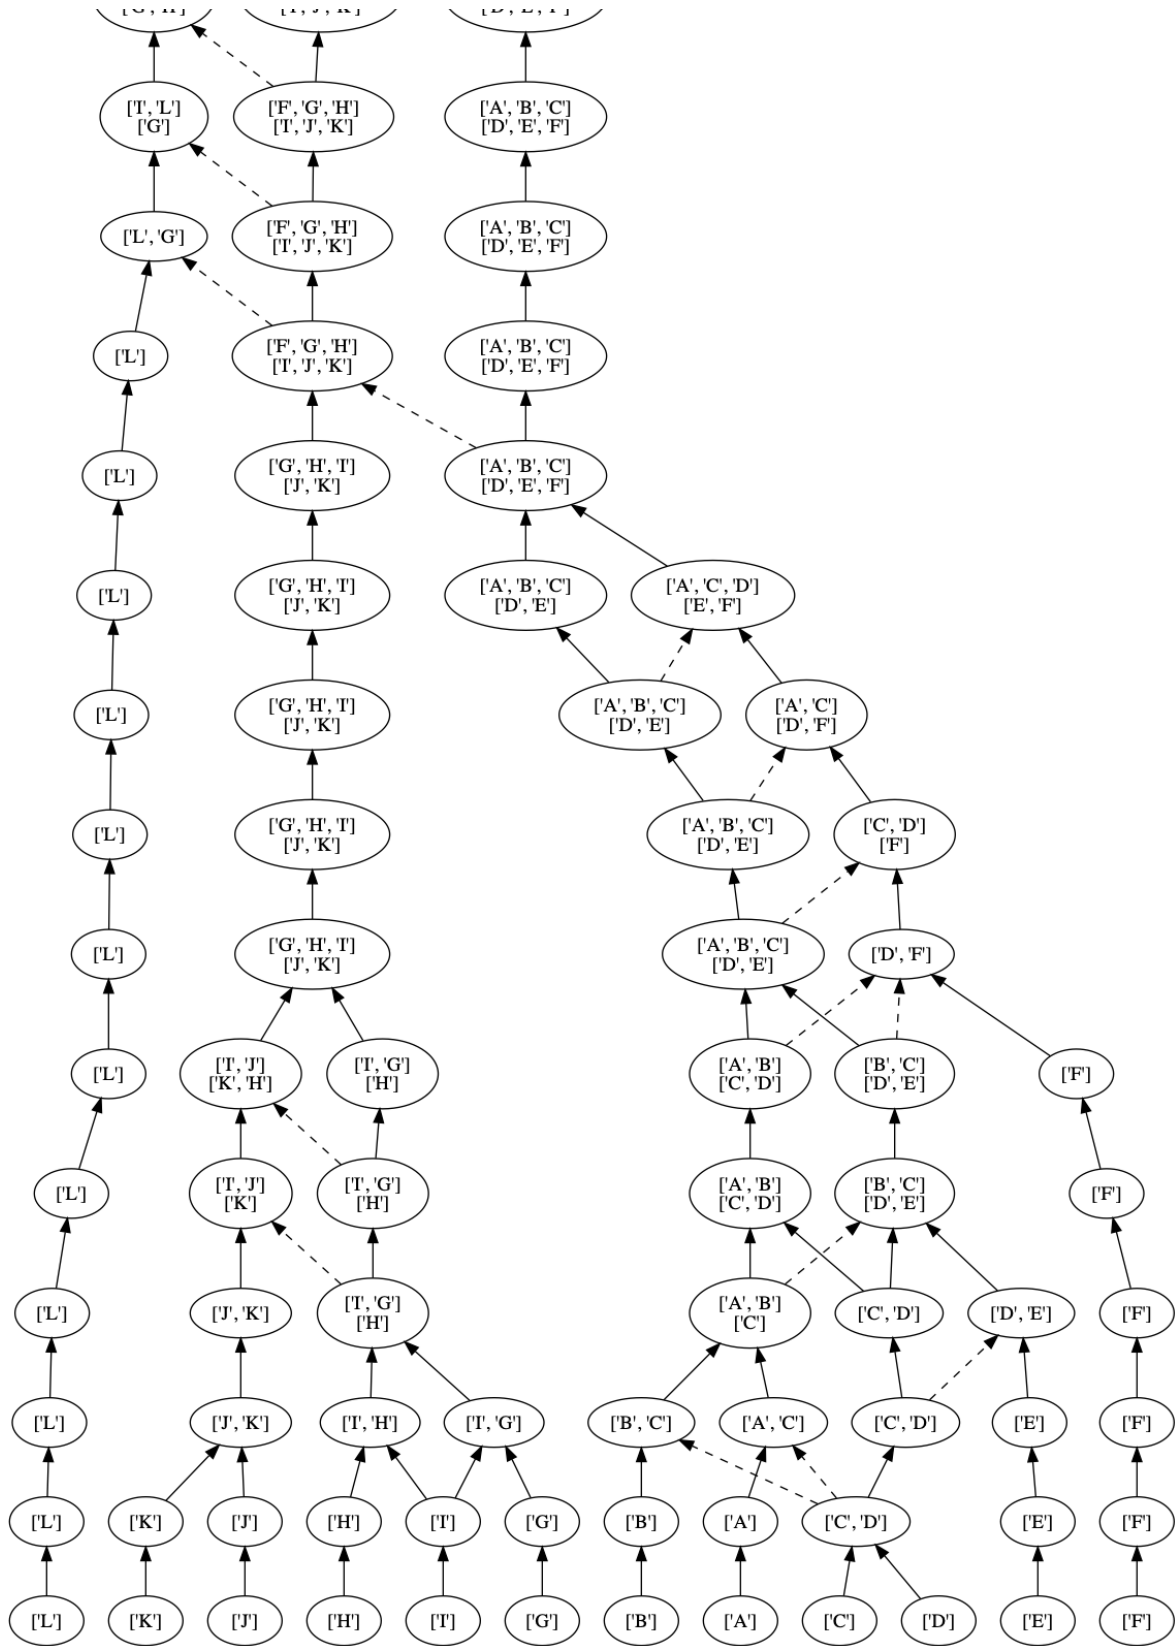 ['I', 'L']
['G']
['F', 'G', 'H']
['I', 'J', 'K']
['A', 'B', 'C']
['D', 'E', 'F']
['L', 'G']
['F', 'G', 'H']
['I', 'J', 'K']
['A', 'B', 'C']
['D', 'E', 'F']
['L']
['F', 'G', 'H']
['I', 'J', 'K']
['A', 'B', 'C']
['D', 'E', 'F']
['L']
['G', 'H', 'I']
['J', 'K']
['A', 'B', 'C']
['D', 'E', 'F']
['L']
['G', 'H', 'I']
['J', 'K']
['A', 'B', 'C']
['D', 'E']
['A', 'C', 'D']
['E', 'F']
['L']
['G', 'H', 'I']
['J', 'K']
['A', 'B', 'C']
['D', 'E']
['A', 'C']
['D', 'F']
['L']
['G', 'H', 'I']
['J', 'K']
['A', 'B', 'C']
['D', 'E']
['C', 'D']
['F']
['L']
['G', 'H', 'I']
['J', 'K']
['A', 'B', 'C']
['D', 'E']
['D', 'F']
['L']
['I', 'J']
['K', 'H']
['I', 'G']
['H']
['A', 'B']
['C', 'D']
['B', 'C']
['D', 'E']
['F']
['L']
['I', 'J']
['K']
['I', 'G']
['H']
['A', 'B']
['C', 'D']
['B', 'C']
['D', 'E']
['F']
['L']
['J', 'K']
['I', 'G']
['H']
['A', 'B']
['C']
['C', 'D']
['D', 'E']
['F']
['L']
['J', 'K']
['I', 'H']
['I', 'G']
['B', 'C']
['A', 'C']
['C', 'D']
['E']
['F']
['L']
['K']
['J']
['H']
['I']
['G']
['B']
['A']
['C', 'D']
['E']
['F']
['L']
['K']
['J']
['H']
['I']
['G']
['B']
['A']
['C']
['D']
['E']
['F']